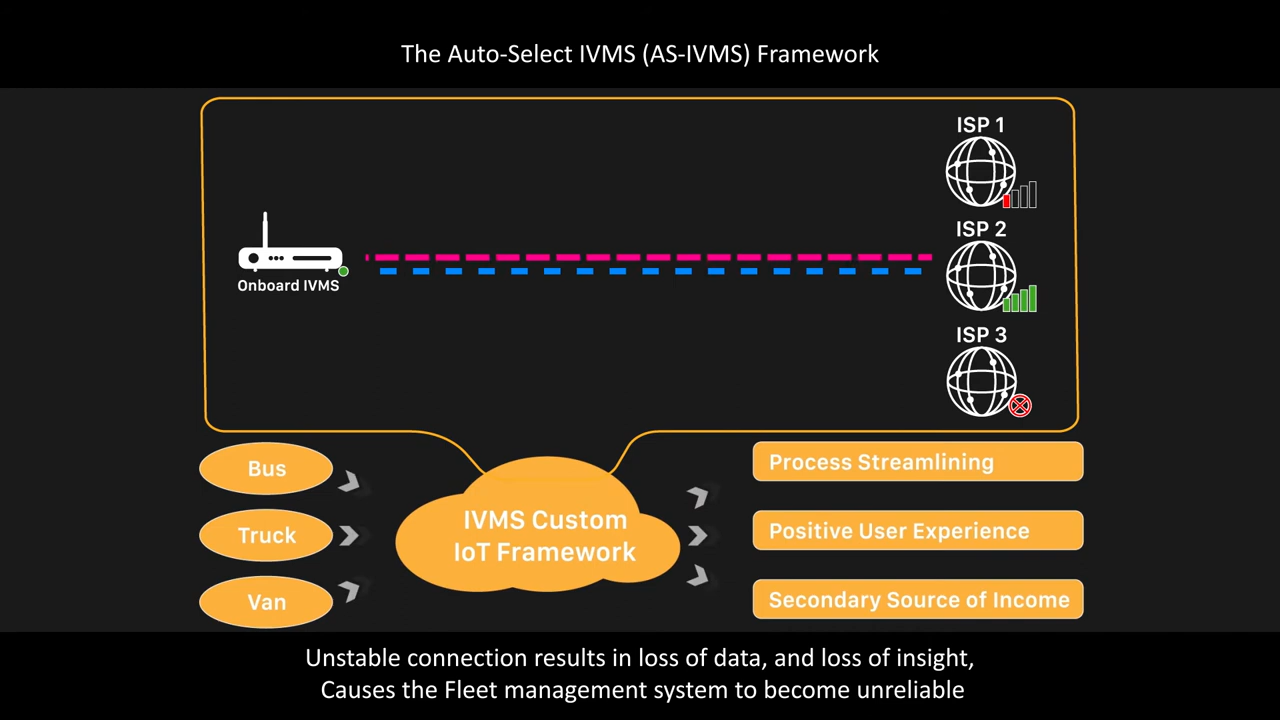 The Auto-Select IVMS (AS-IVMS) Framework
ISP 1
ISP 2
Onboard IVMS
ISP 3
Bus
Truck
Van
IVMS Custom
IoT Framework
Process Streamlining
Positive User Experience
Secondary Source of Income
Unstable connection results in loss of data, and loss of insight,
Causes the Fleet management system to become unreliable